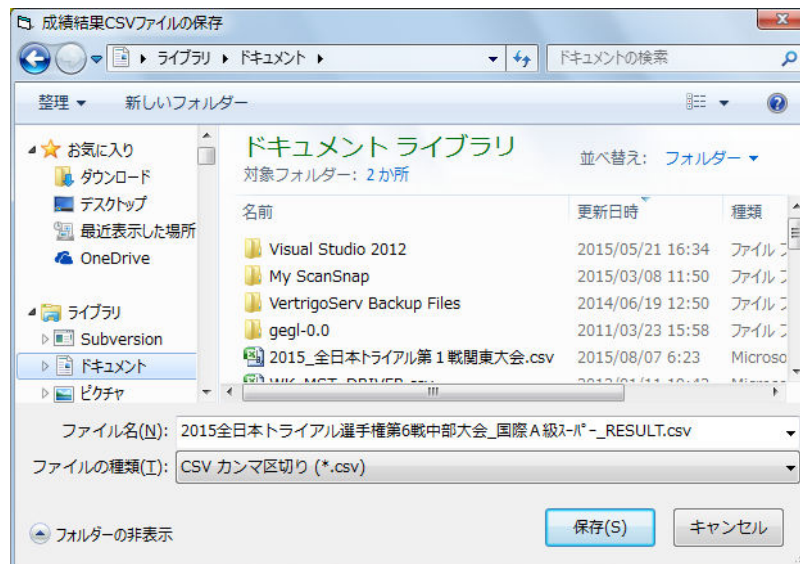 成績結果CSVファイルの保存
ライブラリ ドキュメント ドキュメントの検索
整理 新しいフォルダー
お気に入り
ダウンロード
デスクトップ
最近表示した場所
OneDrive
ライブラリ
Subversion
ドキュメント
ピクチャ
ドキュメント ライブラリ
対象フォルダー: 2 か所
並べ替え: フォルダー
名前 更新日時 種類
Visual Studio 2012 2015/05/21 16:34 ファイル
My ScanSnap 2015/03/08 11:50 ファイル
VertrigoServ Backup Files 2014/06/19 12:50 ファイル
gegl-0.0 2011/03/23 15:58 ファイル
2015_全日本トライアル第1戦関東大会.csv 2015/08/07 6:23 Microso
ファイル名(N): 2015全日本トライアル選手権第6戦中部大会_国際A級ｽｰﾊﾟｰ_RESULT.csv
ファイルの種類(T): CSV カンマ区切り (*.csv)
フォルダーの非表示 保存(S) キャンセル